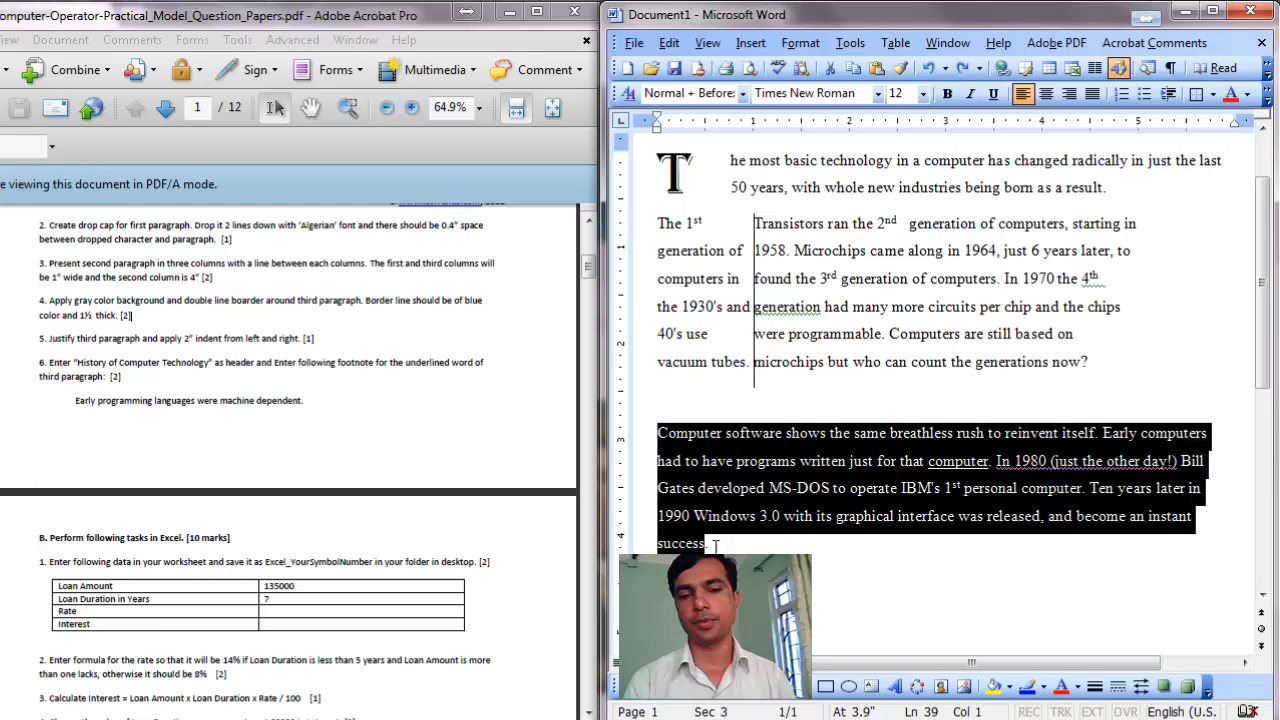 Computer-Operator-Practical_Model_Question_Papers.pdf - Adobe Acrobat Pro
View Document Comments Forms Tools Advanced Window Help
Combine Sign Forms Multimedia Comment
1 / 12 64.9%
e viewing this document in PDF/A mode.
2. Create drop cap for first paragraph. Drop it 2 lines down with 'Algerian' font and there should be 0.4" space
between dropped character and paragraph. [1]
3. Present second paragraph in three columns with a line between each columns. The first and third columns will
be 1" wide and the second column is 4" [2]
4. Apply gray color background and double line boarder around third paragraph. Border line should be of blue
color and 1½ thick. [2]
5. Justify third paragraph and apply 2" indent from left and right. [1]
6. Enter "History of Computer Technology" as header and Enter following footnote for the underlined word of
third paragraph: [2]
Early programming languages were machine dependent.
B. Perform following tasks in Excel. [10 marks]
1. Enter following data in your worksheet and save it as Excel_YourSymbolNumber in your folder in desktop. [2]
Loan Amount 135000
Loan Duration in Years 7
Rate
Interest
2. Enter formula for the rate so that it will be 14% if Loan Duration is less than 5 years and Loan Amount is more
than one lacks, otherwise it should be 8% [2]
3. Calculate Interest = Loan Amount x Loan Duration x Rate / 100 [1]
Document1 - Microsoft Word
File Edit View Insert Format Tools Table Window Help Adobe PDF Acrobat Comments
Read
Normal + Before: Times New Roman 12 B I U
1 2 3 4 5
The most basic technology in a computer has changed radically in just the last
50 years, with whole new industries being born as a result.
The 1st
generation of
computers in
the 1930's and
40's use
vacuum tubes.
Transistors ran the 2nd generation of computers, starting in
1958. Microchips came along in 1964, just 6 years later, to
found the 3rd generation of computers. In 1970 the 4th
generation had many more circuits per chip and the chips
were programmable. Computers are still based on
microchips but who can count the generations now?
Computer software shows the same breathless rush to reinvent itself. Early computers
had to have programs written just for that computer. In 1980 (just the other day!) Bill
Gates developed MS-DOS to operate IBM's 1st personal computer. Ten years later in
1990 Windows 3.0 with its graphical interface was released, and become an instant
success.
Page 1 Sec 3 1/1 At 3.9" Ln 39 Col 1 REC TRK EXT OVR English (U.S.